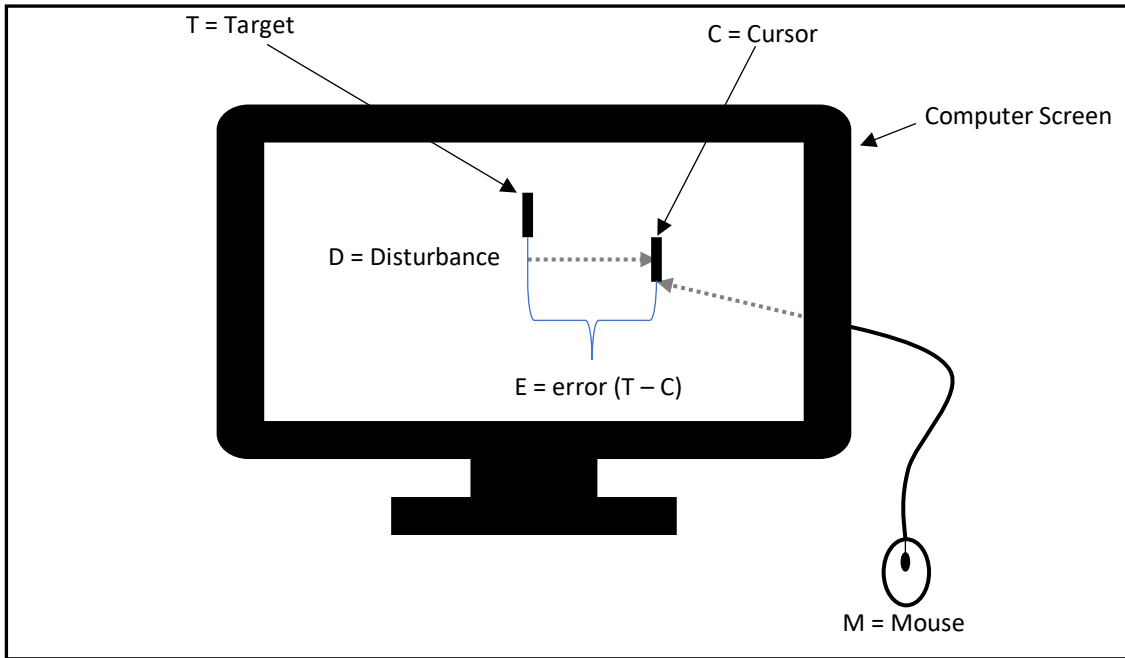 T = Target
C = Cursor
Computer Screen
D = Disturbance
E = error (T – C)
M = Mouse